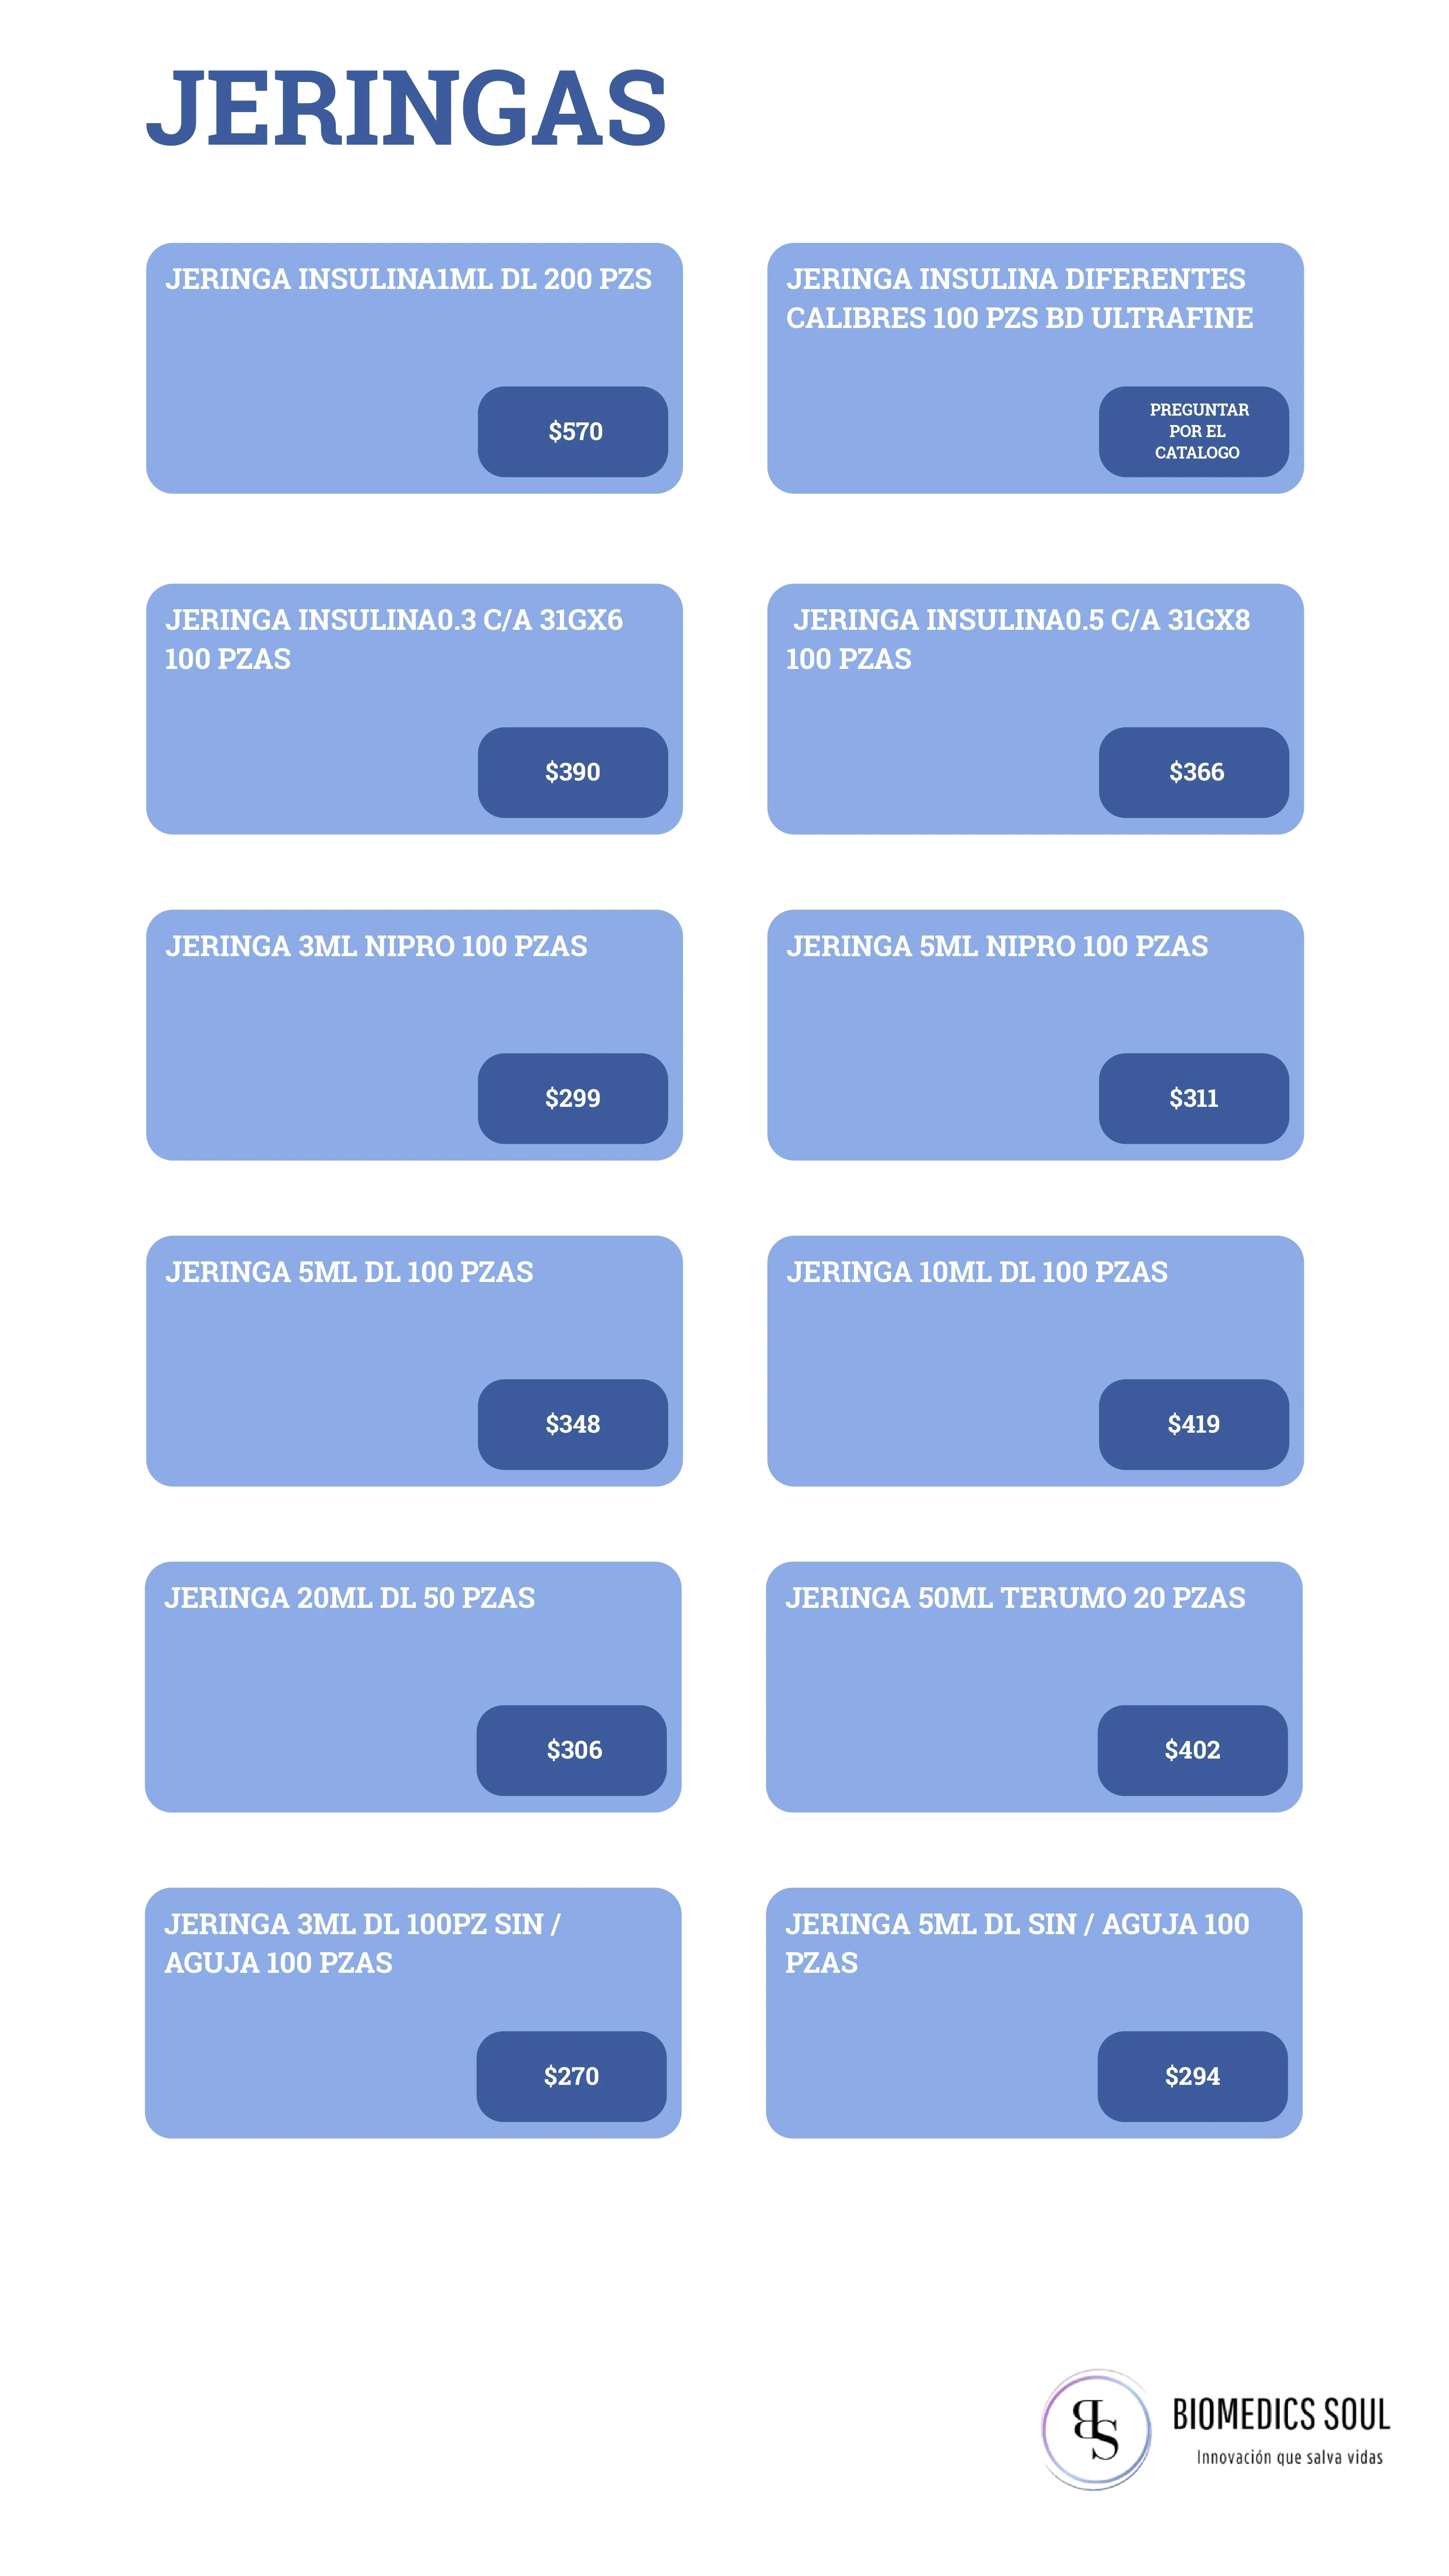 JERINGAS
JERINGA INSULINA1ML DL 200 PZS
$570
JERINGA INSULINA DIFERENTES
CALIBRES 100 PZS BD ULTRAFINE
PREGUNTAR
POR EL
CATALOGO
JERINGA INSULINA0.3 C/A 31GX6
100 PZAS
$390
JERINGA INSULINA0.5 C/A 31GX8
100 PZAS
$366
JERINGA 3ML NIPRO 100 PZAS
$299
JERINGA 5ML NIPRO 100 PZAS
$311
JERINGA 5ML DL 100 PZAS
$348
JERINGA 10ML DL 100 PZAS
$419
JERINGA 20ML DL 50 PZAS
$306
JERINGA 50ML TERUMO 20 PZAS
$402
JERINGA 3ML DL 100PZ SIN /
AGUJA 100 PZAS
$270
JERINGA 5ML DL SIN / AGUJA 100
PZAS
$294
BS
BIOMEDICS SOUL
Innovación que salva vidas